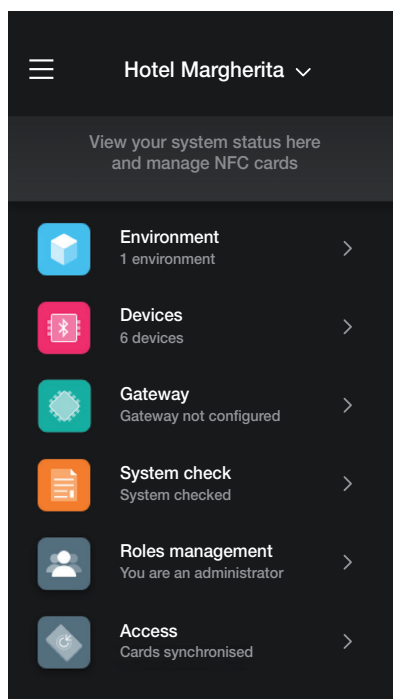 Hotel Margherita
View your system status here
and manage NFC cards
Environment
1 environment
Devices
6 devices
Gateway
Gateway not configured
System check
System checked
Roles management
You are an administrator
Access
Cards synchronised